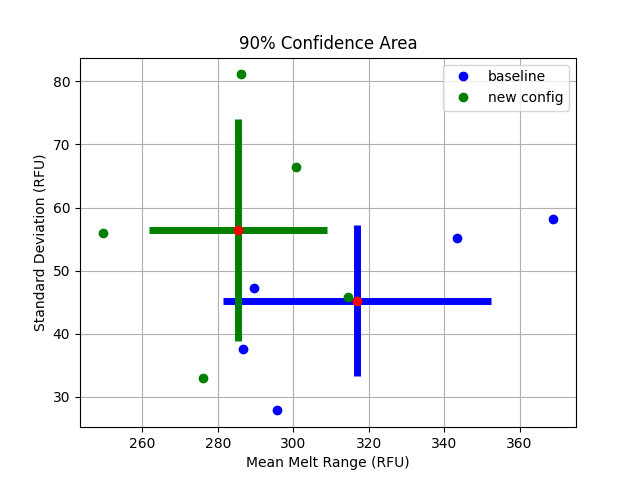 90% Confidence Area
baseline
new config
80
70
60
50
40
30
Standard Deviation (RFU)
260
280
300
320
340
360
Mean Melt Range (RFU)